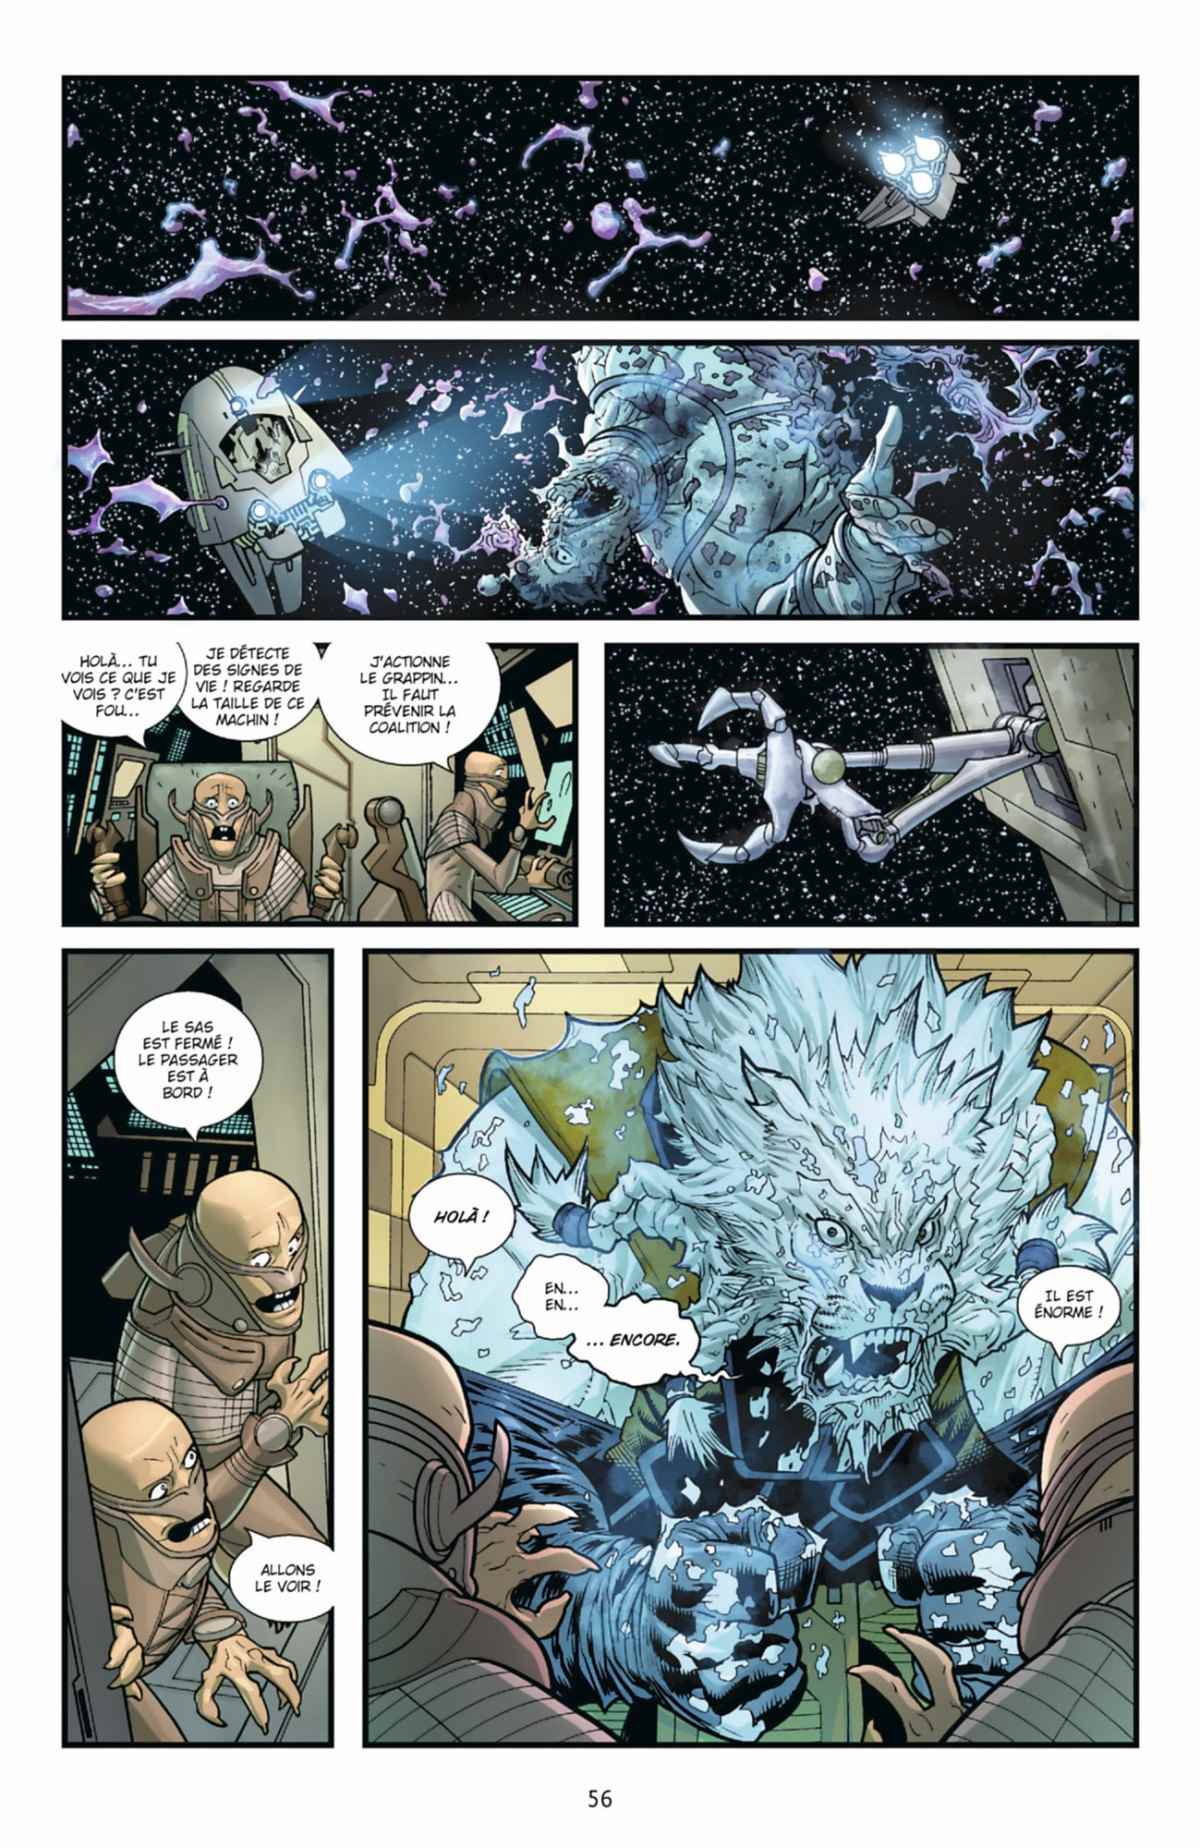 HOLÀ... TU
VOIS CE QUE JE
VOIS ? C'EST
FOU...
JE DÉTECTE
DES SIGNES DE
VIE ! REGARDE
LA TAILLE DE CE
MACHIN !
J'ACTIONNE
LE GRAPPIN...
IL FAUT
PRÉVENIR LA
COALITION !
LE SAS
EST FERMÉ !
LE PASSAGER
EST À
BORD !
ALLONS
LE VOIR !
HOLÀ !
EN...
EN...
... ENCORE.
IL EST
ÉNORME !
56